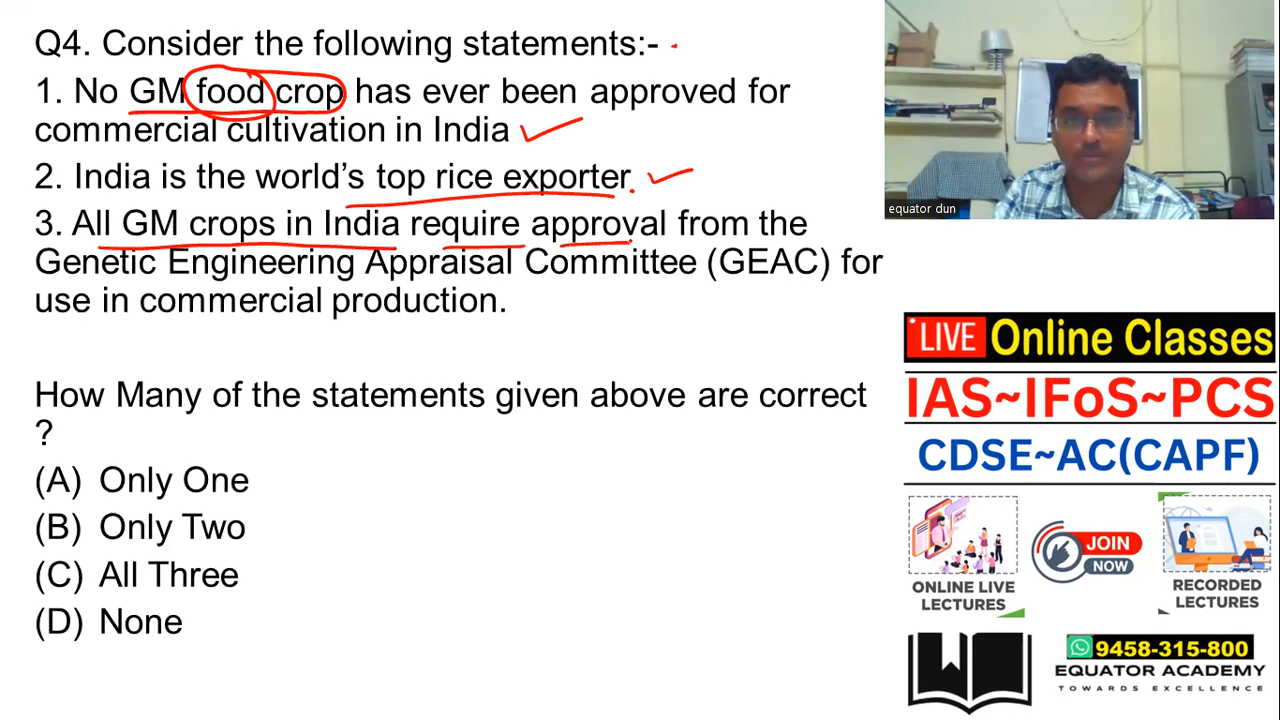 Q4. Consider the following statements:-
1. No GM food crop has ever been approved for
commercial cultivation in India
2. India is the world’s top rice exporter.
3. All GM crops in India require approval from the
Genetic Engineering Appraisal Committee (GEAC) for
use in commercial production.
How Many of the statements given above are correct
?
(A) Only One
(B) Only Two
(C) All Three
(D) None
equator dun
LIVE Online Classes
IAS~IFoS~PCS
CDSE~AC(CAPF)
ONLINE LIVE
LECTURES
JOIN
NOW
RECORDED
LECTURES
9458-315-800
EQUATOR ACADEMY
TOWARDS EXCELLENCE